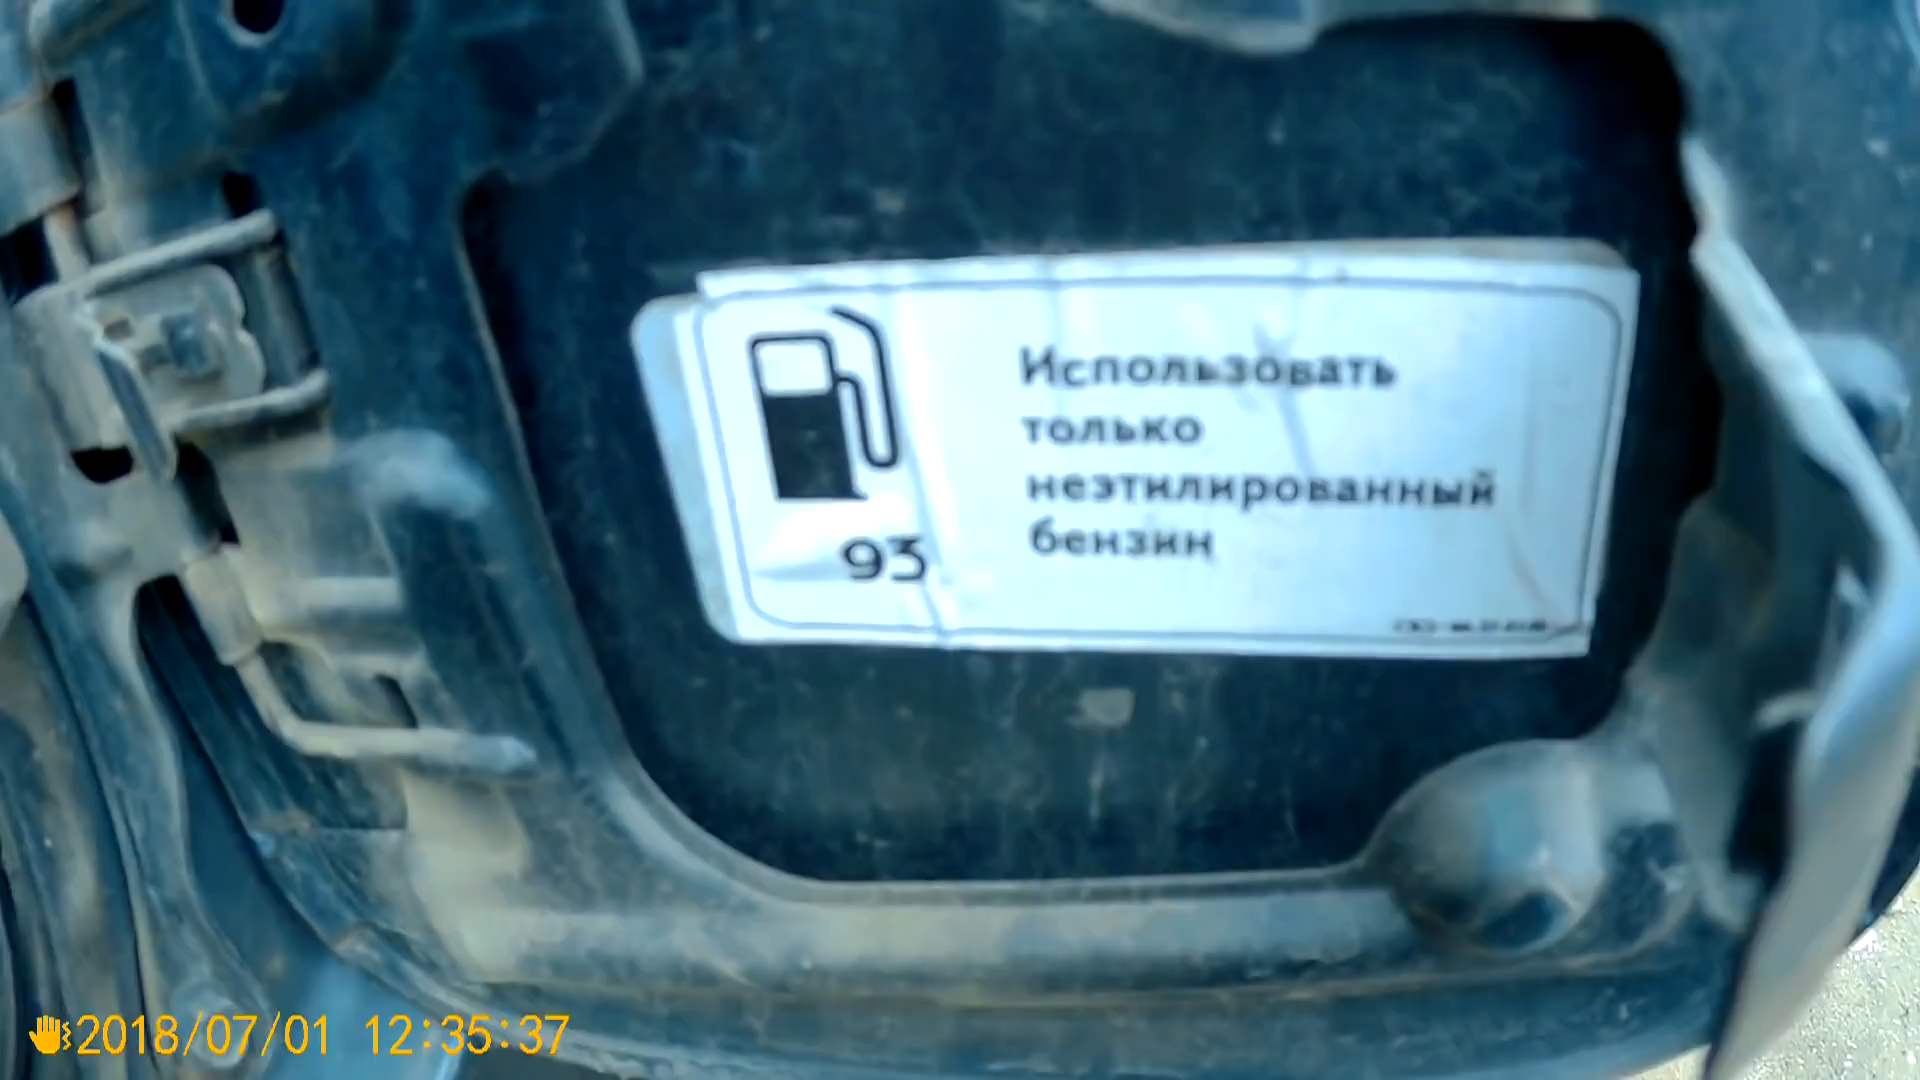 Использовать
только
неэтилированный
бензин
93
2018/07/01 12:35:37